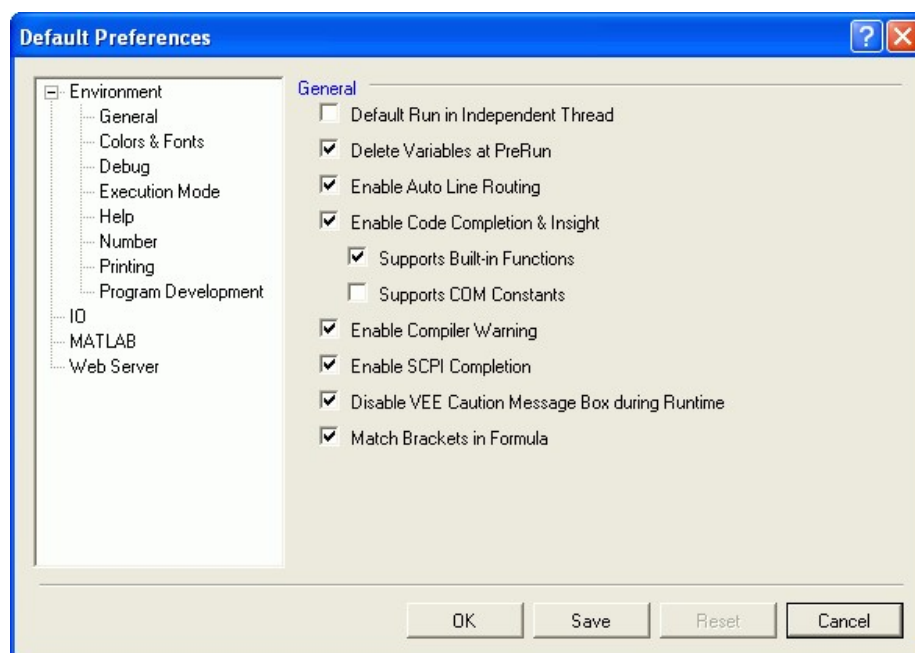 Default Preferences
Environment
General
Colors & Fonts
Debug
Execution Mode
Help
Number
Printing
Program Development
IO
MATLAB
Web Server
General
Default Run in Independent Thread
Delete Variables at PreRun
Enable Auto Line Routing
Enable Code Completion & Insight
Supports Built-in Functions
Supports COM Constants
Enable Compiler Warning
Enable SCPI Completion
Disable VEE Caution Message Box during Runtime
Match Brackets in Formula
OK Save Reset Cancel